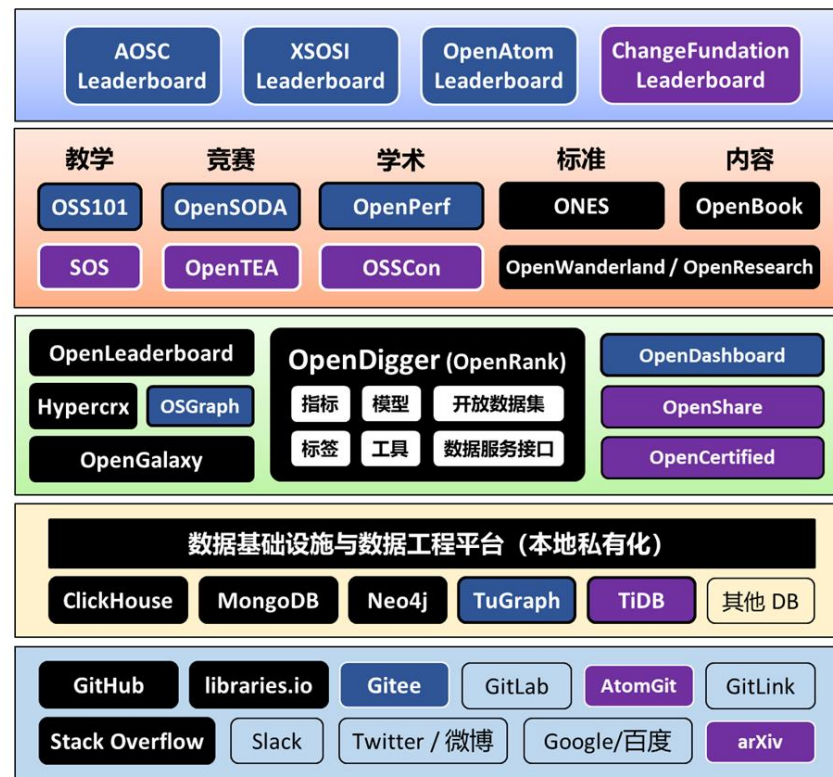 AOSC Leaderboard
XSOSI Leaderboard
OpenAtom Leaderboard
ChangeFundation Leaderboard
教学 竞赛 学术 标准 内容
OSS101 OpenSODA OpenPerf ONES OpenBook
SOS OpenTEA OSSCon OpenWanderland / OpenResearch
OpenLeaderboard
Hypercrx OSGraph
OpenGalaxy
OpenDigger (OpenRank)
指标 模型 开放数据集
标签 工具 数据服务接口
OpenDashboard
OpenShare
OpenCertified
数据基础设施与数据工程平台（本地私有化）
ClickHouse MongoDB Neo4j TuGraph TiDB 其他 DB
GitHub libraries.io Gitee GitLab AtomGit GitLink
Stack Overflow Slack Twitter / 微博 Google/百度 arXiv